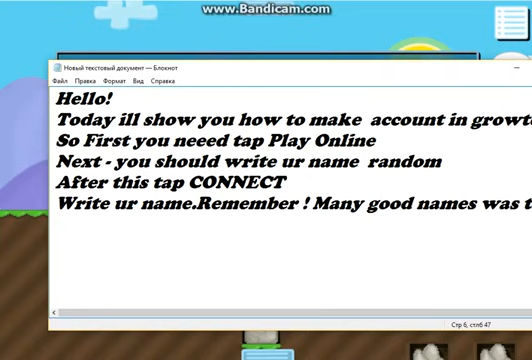 www.Bandicam.com
Новый текстовый документ — Блокнот
Файл Правка Формат Вид Справка
Hello!
Today ill show you how to make account in growt
So First you neeed tap Play Online
Next - you should write ur name random
After this tap CONNECT
Write ur name.Remember ! Many good names was t
Стр 6, стлб 47